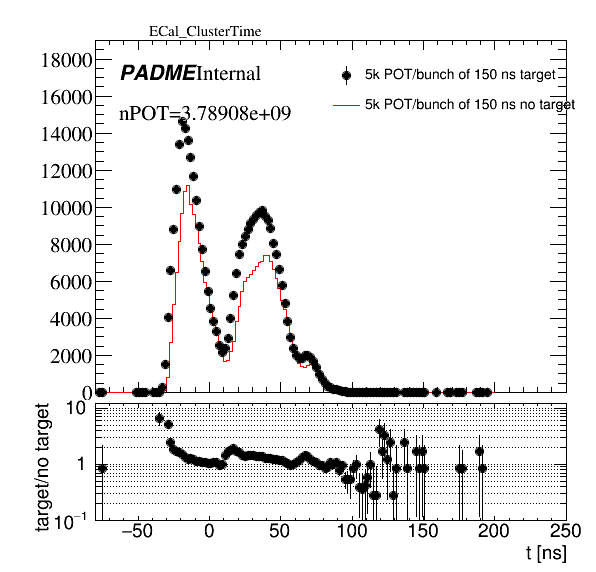 ECal_ClusterTime
PADME Internal
nPOT=3.78908e+09
5k POT/bunch of 150 ns target
5k POT/bunch of 150 ns no target
18000
16000
14000
12000
10000
8000
6000
4000
2000
0
target/no target
10
1
10⁻¹
−50 0 50 100 150 200 250
t [ns]